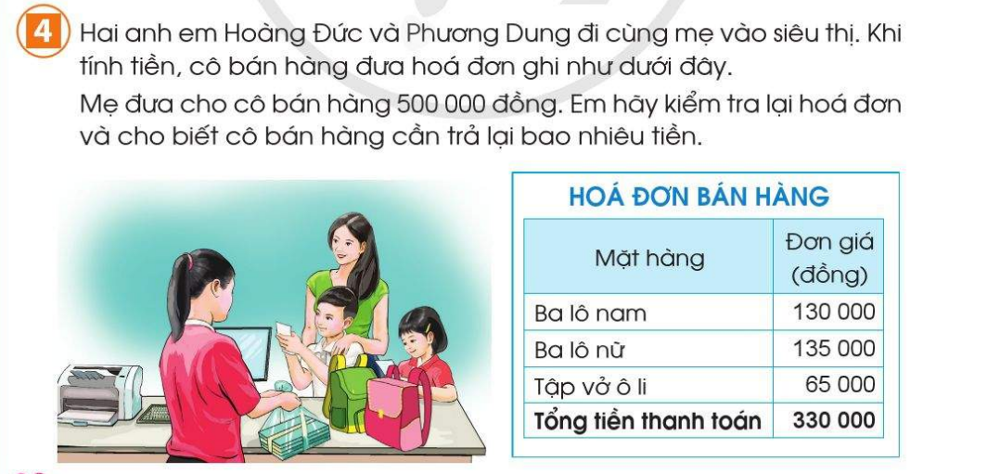 4 Hai anh em Hoàng Đức và Phương Dung đi cùng mẹ vào siêu thị. Khi
tính tiền, cô bán hàng đưa hoá đơn ghi như dưới đây.
Mẹ đưa cho cô bán hàng 500 000 đồng. Em hãy kiểm tra lại hoá đơn
và cho biết cô bán hàng cần trả lại bao nhiêu tiền.
HOÁ ĐƠN BÁN HÀNG
Mặt hàng Đơn giá
(đồng)
Ba lô nam 130 000
Ba lô nữ 135 000
Tập vở ô li 65 000
Tổng tiền thanh toán 330 000